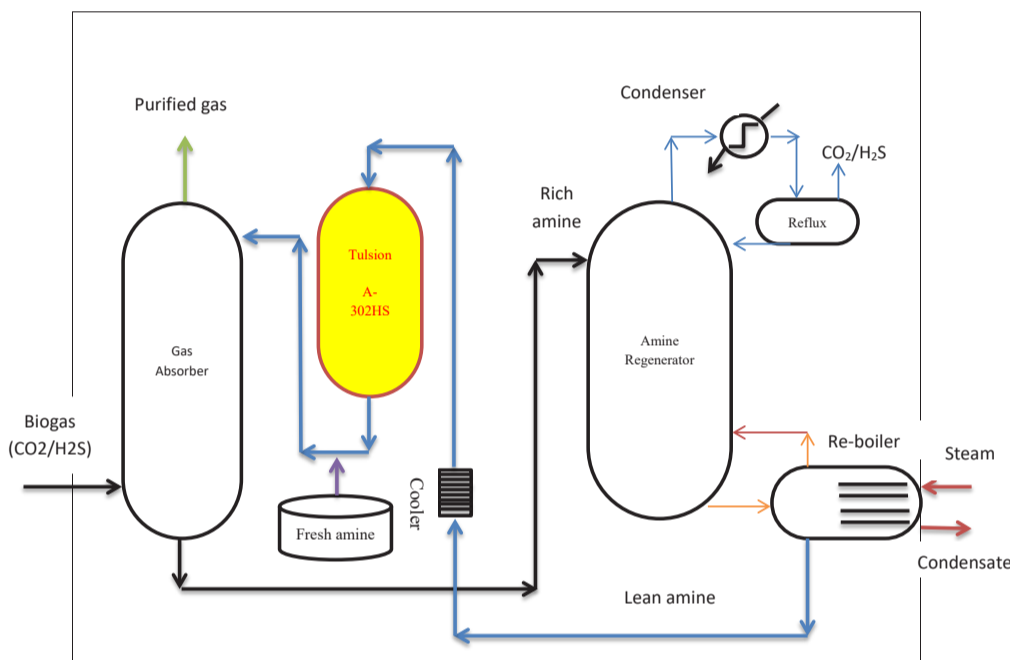 Purified gas
Condenser
CO₂/H₂S
Rich
amine
Reflux
Tulsion
A-
302HS
Gas
Absorber
Amine
Regenerator
Biogas
(CO2/H2S)
Re-boiler
Steam
Cooler
Fresh amine
Condensate
Lean amine